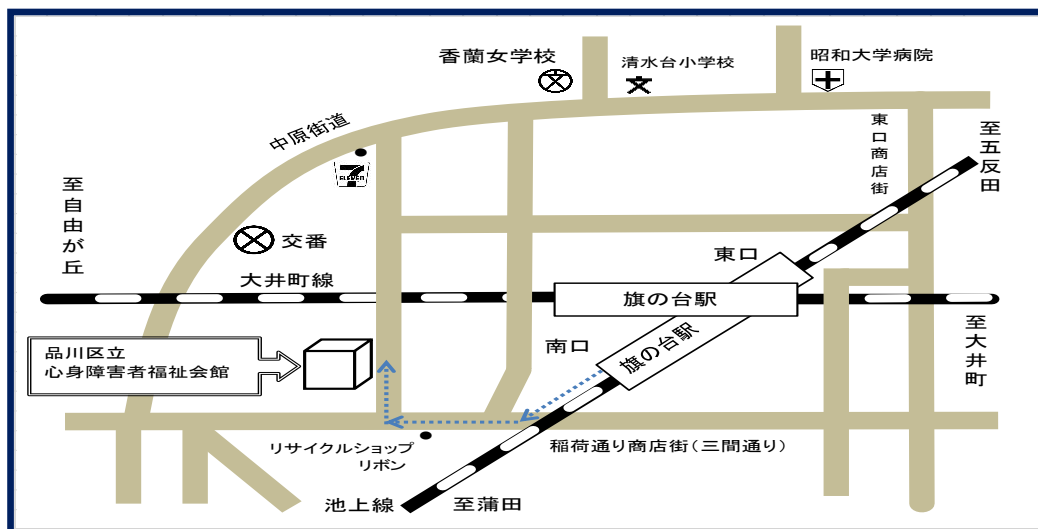 香蘭女学校
清水台小学校
昭和大学病院
中原街道
東口商店街
至五反田
7
ELEVEN
至自由が丘
交番
東口
大井町線
旗の台駅
旗の台駅
南口
至大井町
品川区立
心身障害者福祉会館
リサイクルショップ
リボン
稲荷通り商店街(三間通り)
池上線
至蒲田